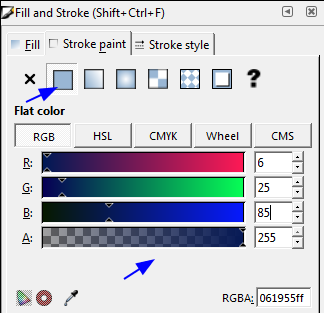 Fill and Stroke (Shift+Ctrl+F)
Fill Stroke paint Stroke style
?
Flat color
RGB HSL CMYK Wheel CMS
R: 6
G: 25
B: 85
A: 255
RGBA: 061955ff